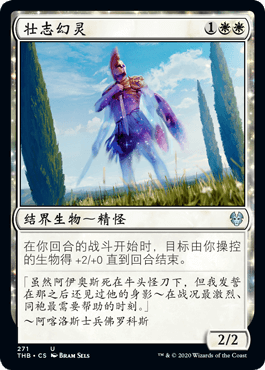 壮志幻灵 1
结界生物～精怪
在你回合的战斗开始时，目标由你操控
的生物得 +2/+0 直到回合结束。
「虽然阿伊奥斯死在牛头怪刀下，但我发誓
在那之后还见过他的身影～在战况最激烈、
同袍最需要帮助的时刻。」
～阿喀洛斯士兵佛罗科斯
2/2
271 U
THB • CS BRAM SELS ™ & © 2020 Wizards of the Coast